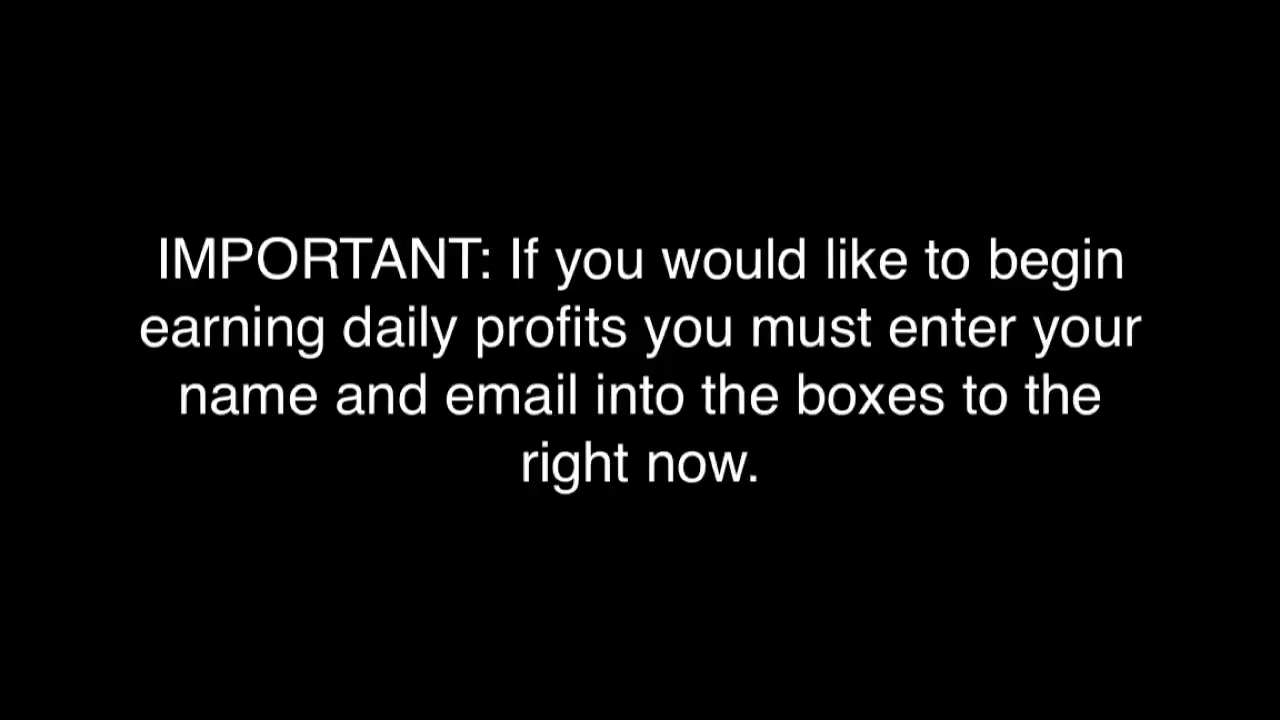 IMPORTANT: If you would like to begin
earning daily profits you must enter your
name and email into the boxes to the
right now.